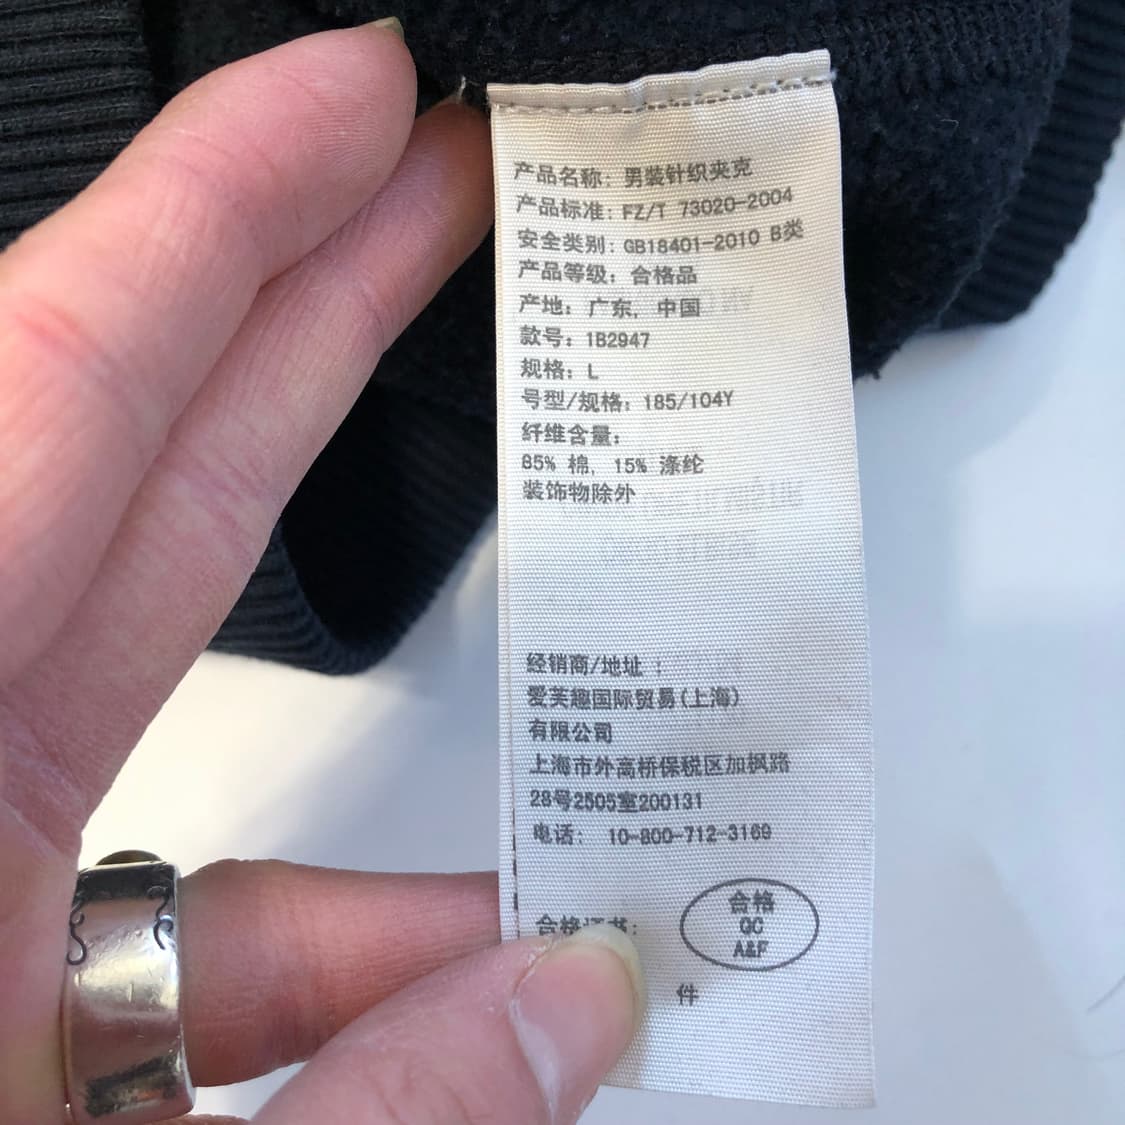 产品名称: 男装针织夹克
产品标准: FZ/T 73020-2004
安全类别: GB18401-2010 B类
产品等级: 合格品
产地: 广东, 中国
款号: 1B2947
规格: L
号型/规格: 185/104Y
纤维含量:
85% 棉, 15% 涤纶
装饰物除外
经销商/地址 :
爱芙趣国际贸易(上海)
有限公司
上海市外高桥保税区加枫路
28号2505室200131
电话: 10-800-712-3169
合格证书:
合格
QC
A&F
件